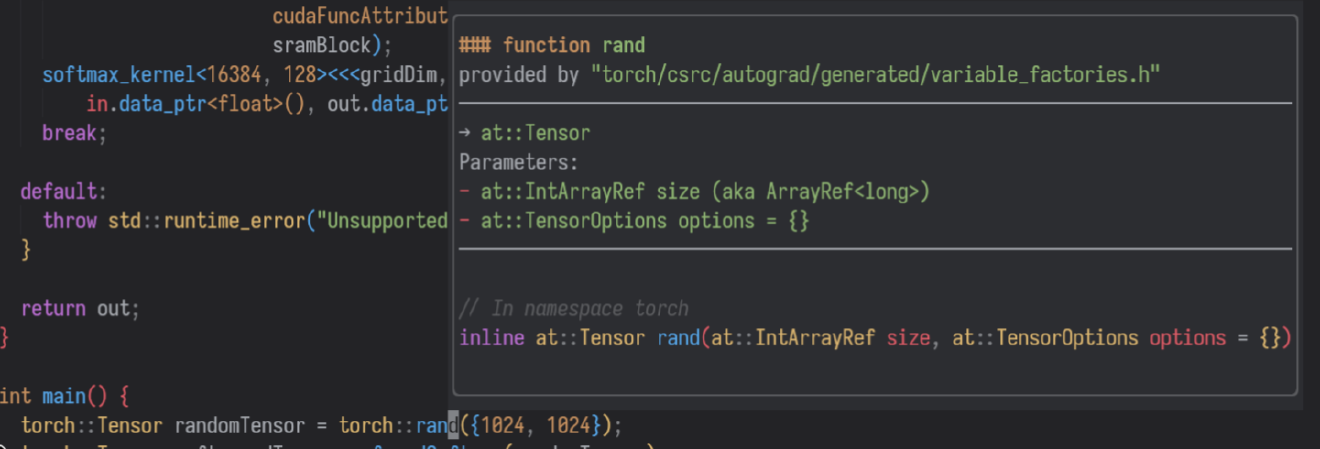 cudaFuncAttribut
sramBlock);
softmax_kernel<16384, 128><<<gridDim,
in.data_ptr<float>(), out.data_pt
break;
default:
throw std::runtime_error("Unsupported
}
return out;
}
int main() {
torch::Tensor randomTensor = torch::rand({1024, 1024});
### function rand
provided by "torch/csrc/autograd/generated/variable_factories.h"
→ at::Tensor
Parameters:
- at::IntArrayRef size (aka ArrayRef<long>)
- at::TensorOptions options = {}
// In namespace torch
inline at::Tensor rand(at::IntArrayRef size, at::TensorOptions options = {})